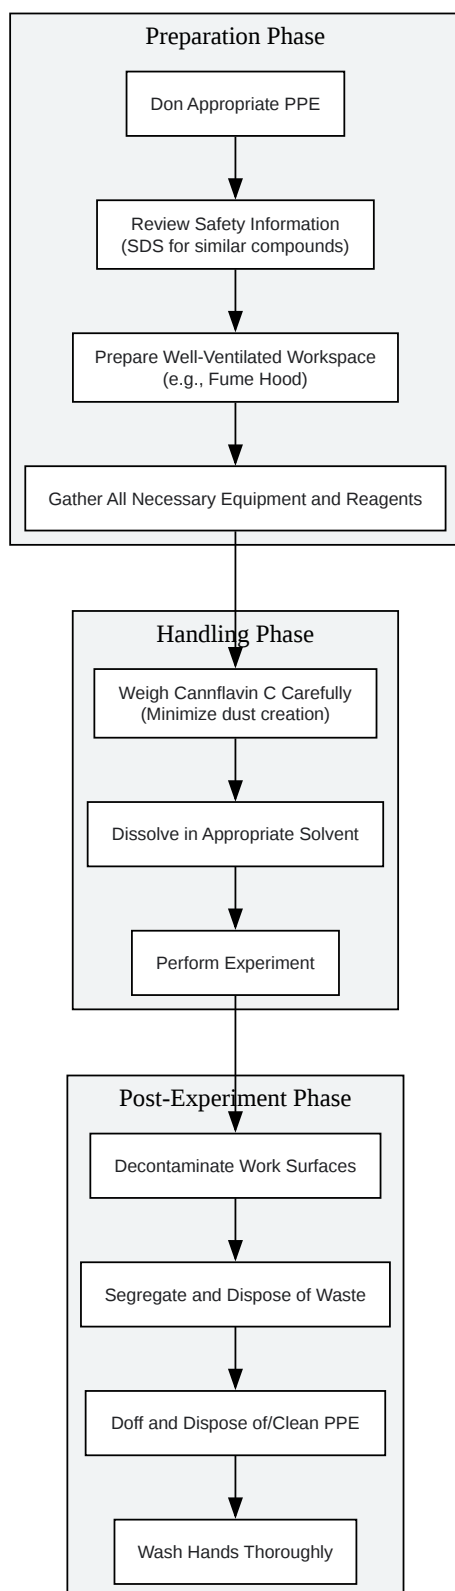 Preparation Phase
Don Appropriate PPE
Review Safety Information
(SDS for similar compounds)
Prepare Well-Ventilated Workspace
(e.g., Fume Hood)
Gather All Necessary Equipment and Reagents
Handling Phase
Weigh Cannflavin C Carefully
(Minimize dust creation)
Dissolve in Appropriate Solvent
Perform Experiment
Post-Experiment Phase
Decontaminate Work Surfaces
Segregate and Dispose of Waste
Doff and Dispose of/Clean PPE
Wash Hands Thoroughly